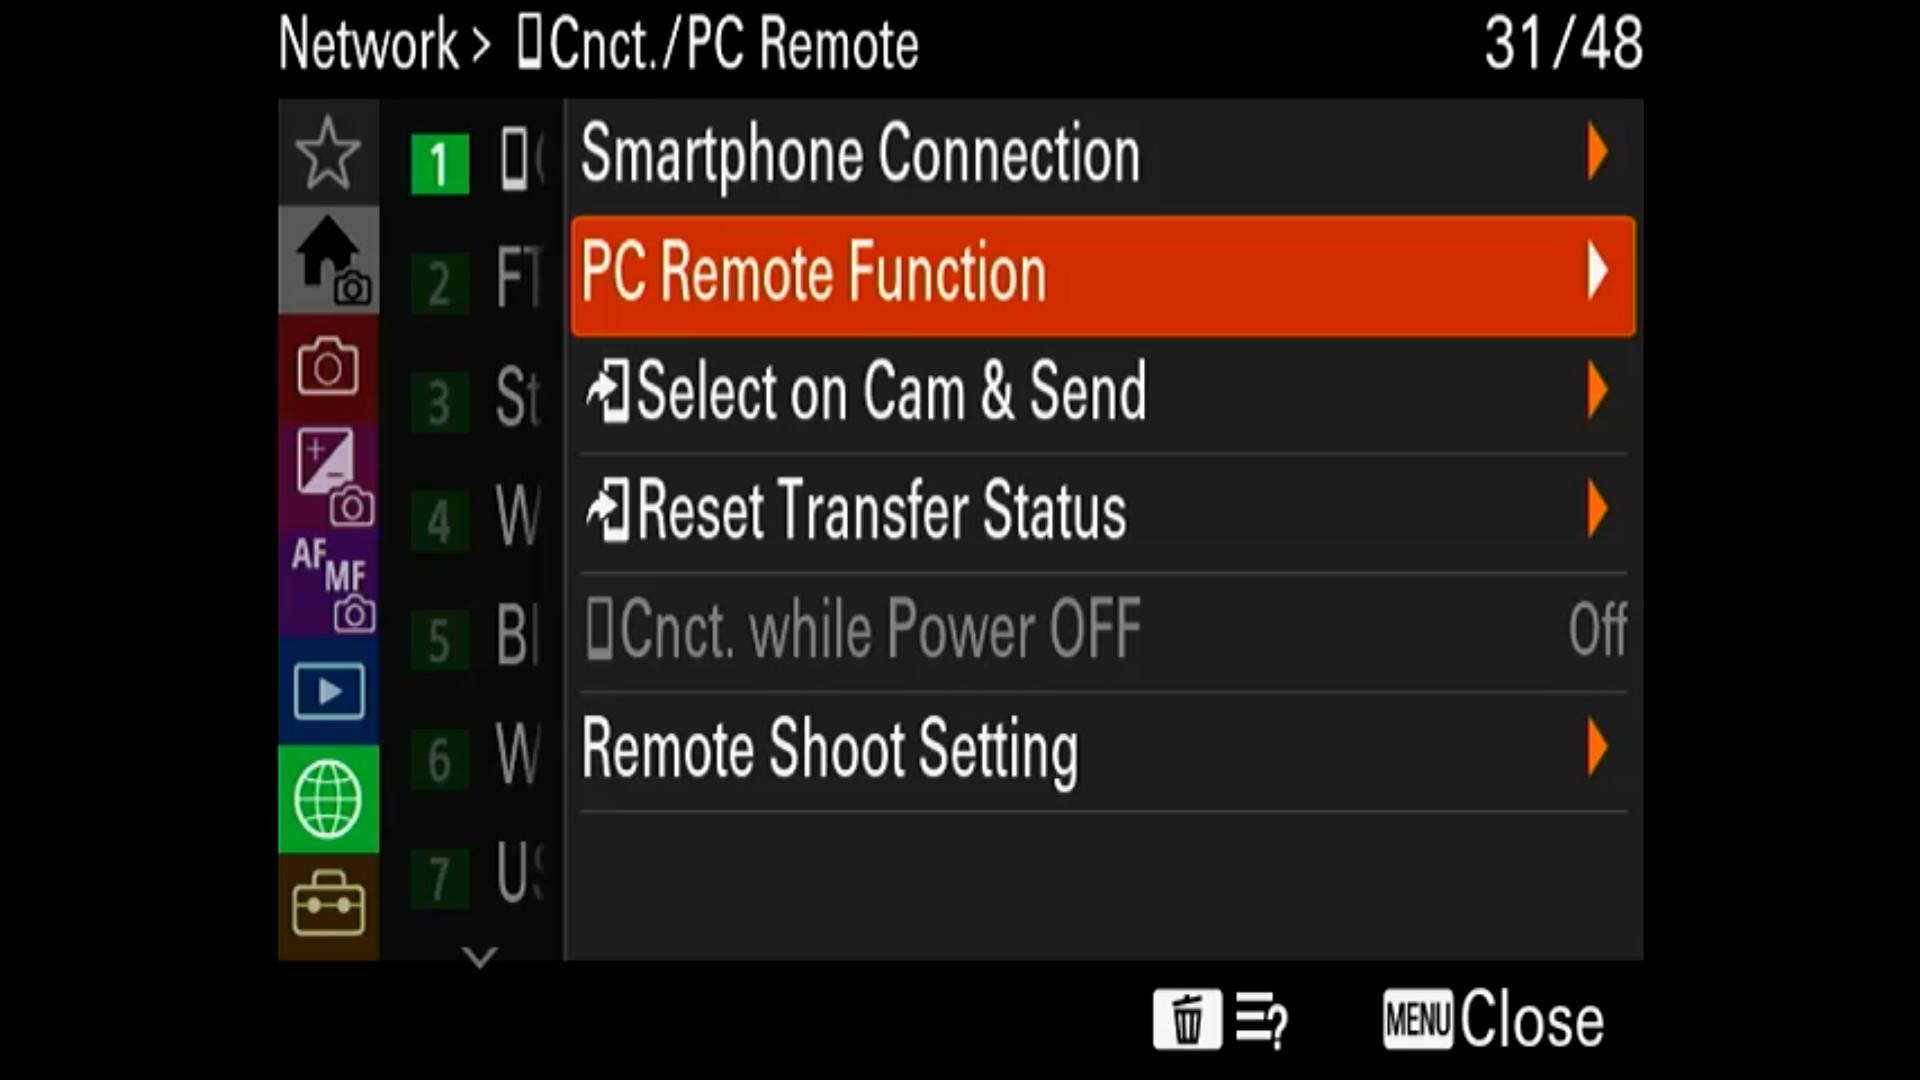 Network> Cnct./PC Remote 31/48
1
Smartphone Connection
2 FT
PC Remote Function
3 St
Select on Cam & Send
4 W
Reset Transfer Status
AF MF
5 Bl
Cnct. while Power OFF Off
6 W
Remote Shoot Setting
7 US
MENU Close